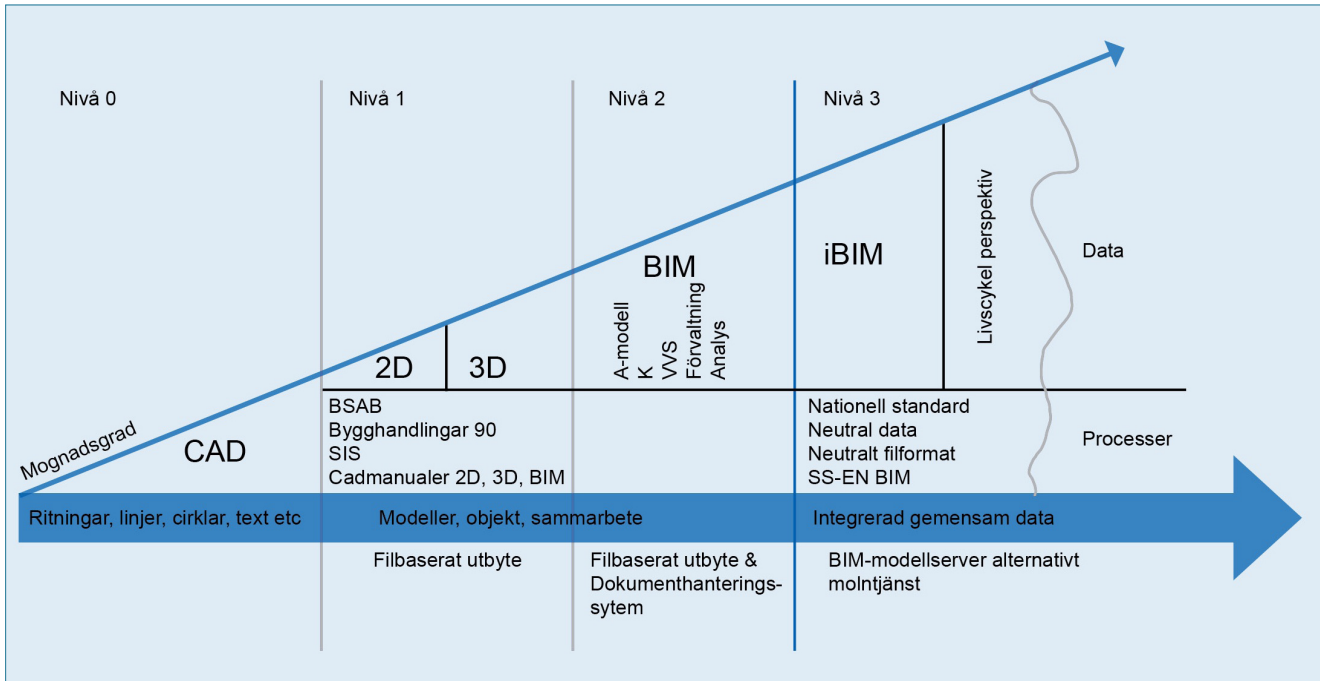 Nivå 0
Nivå 1
Nivå 2
Nivå 3
Mognadsgrad
CAD
2D
3D
BIM
A-modell
K
VVS
Förvaltning
Analys
iBIM
Livscykel perspektiv
Data
BSAB
Bygghandlingar 90
SIS
Cadmanualer 2D, 3D, BIM
Nationell standard
Neutral data
Neutralt filformat
SS-EN BIM
Processer
Ritningar, linjer, cirklar, text etc
Modeller, objekt, sammarbete
Integrerad gemensam data
Filbaserat utbyte
Filbaserat utbyte &
Dokumenthanterings-
sytem
BIM-modellserver alternativt
molntjänst